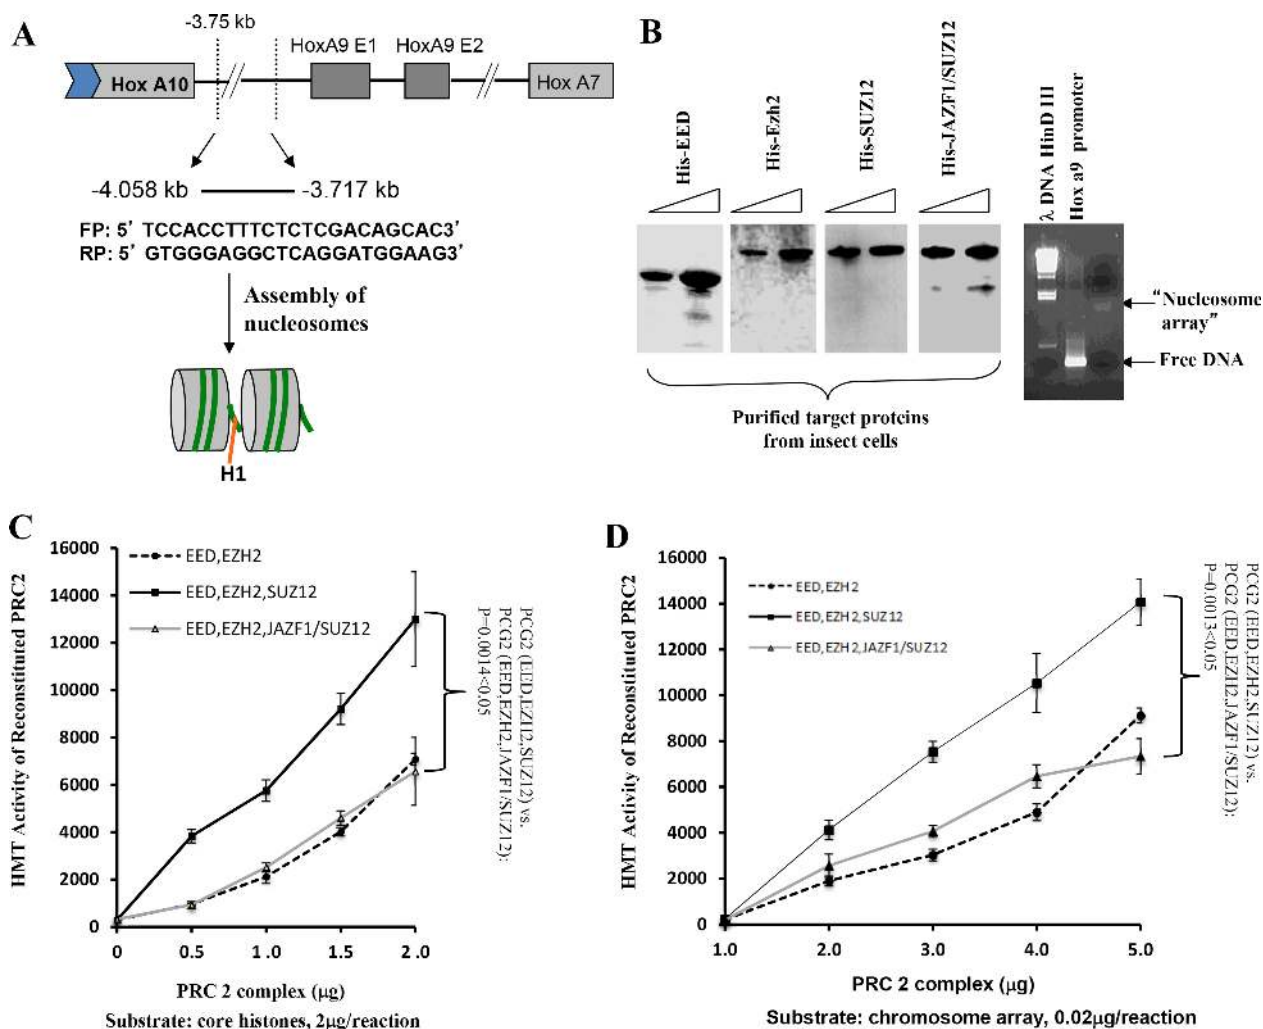 A
-3.75 kb
Hox A10
HoxA9 E1
HoxA9 E2
Hox A7
-4.058 kb
-3.717 kb
FP: 5' TCCACCTTTCTCTCGACAGCAC3'
RP: 5' GTGGGAGGCTCAGGATGGAAG3'
Assembly of
nucleosomes
H1
B
His-EED
His-Ezh2
His-SUZ12
His-JAZF1/SUZ12
λ DNA HinD III
Hox a9 promoter
"Nucleosome
array"
Free DNA
Purified target proteins
from insect cells
C
HMT Activity of Reconstituted PRC2
16000
14000
12000
10000
8000
6000
4000
2000
0
EED,EZH2
EED,EZH2,SUZ12
EED,EZH2,JAZF1/SUZ12
0
0.5
1.0
1.5
2.0
PRC 2 complex (μg)
Substrate: core histones, 2μg/reaction
PCG2 (EED,EZH2,SUZ12) vs.
PCG2 (EED,EZH2,JAZF1/SUZ12):
P=0.0014<0.05
D
HMT Activity of Reconstituted PRC2
16000
14000
12000
10000
8000
6000
4000
2000
0
EED,EZH2
EED,EZH2,SUZ12
EED,EZH2,JAZF1/SUZ12
1.0
2.0
3.0
4.0
5.0
PRC 2 complex (μg)
Substrate: chromosome array, 0.02μg/reaction
PCG2 (EED,EZH2,SUZ12) vs.
PCG2 (EED,EZH2,JAZF1/SUZ12):
P=0.0013<0.05